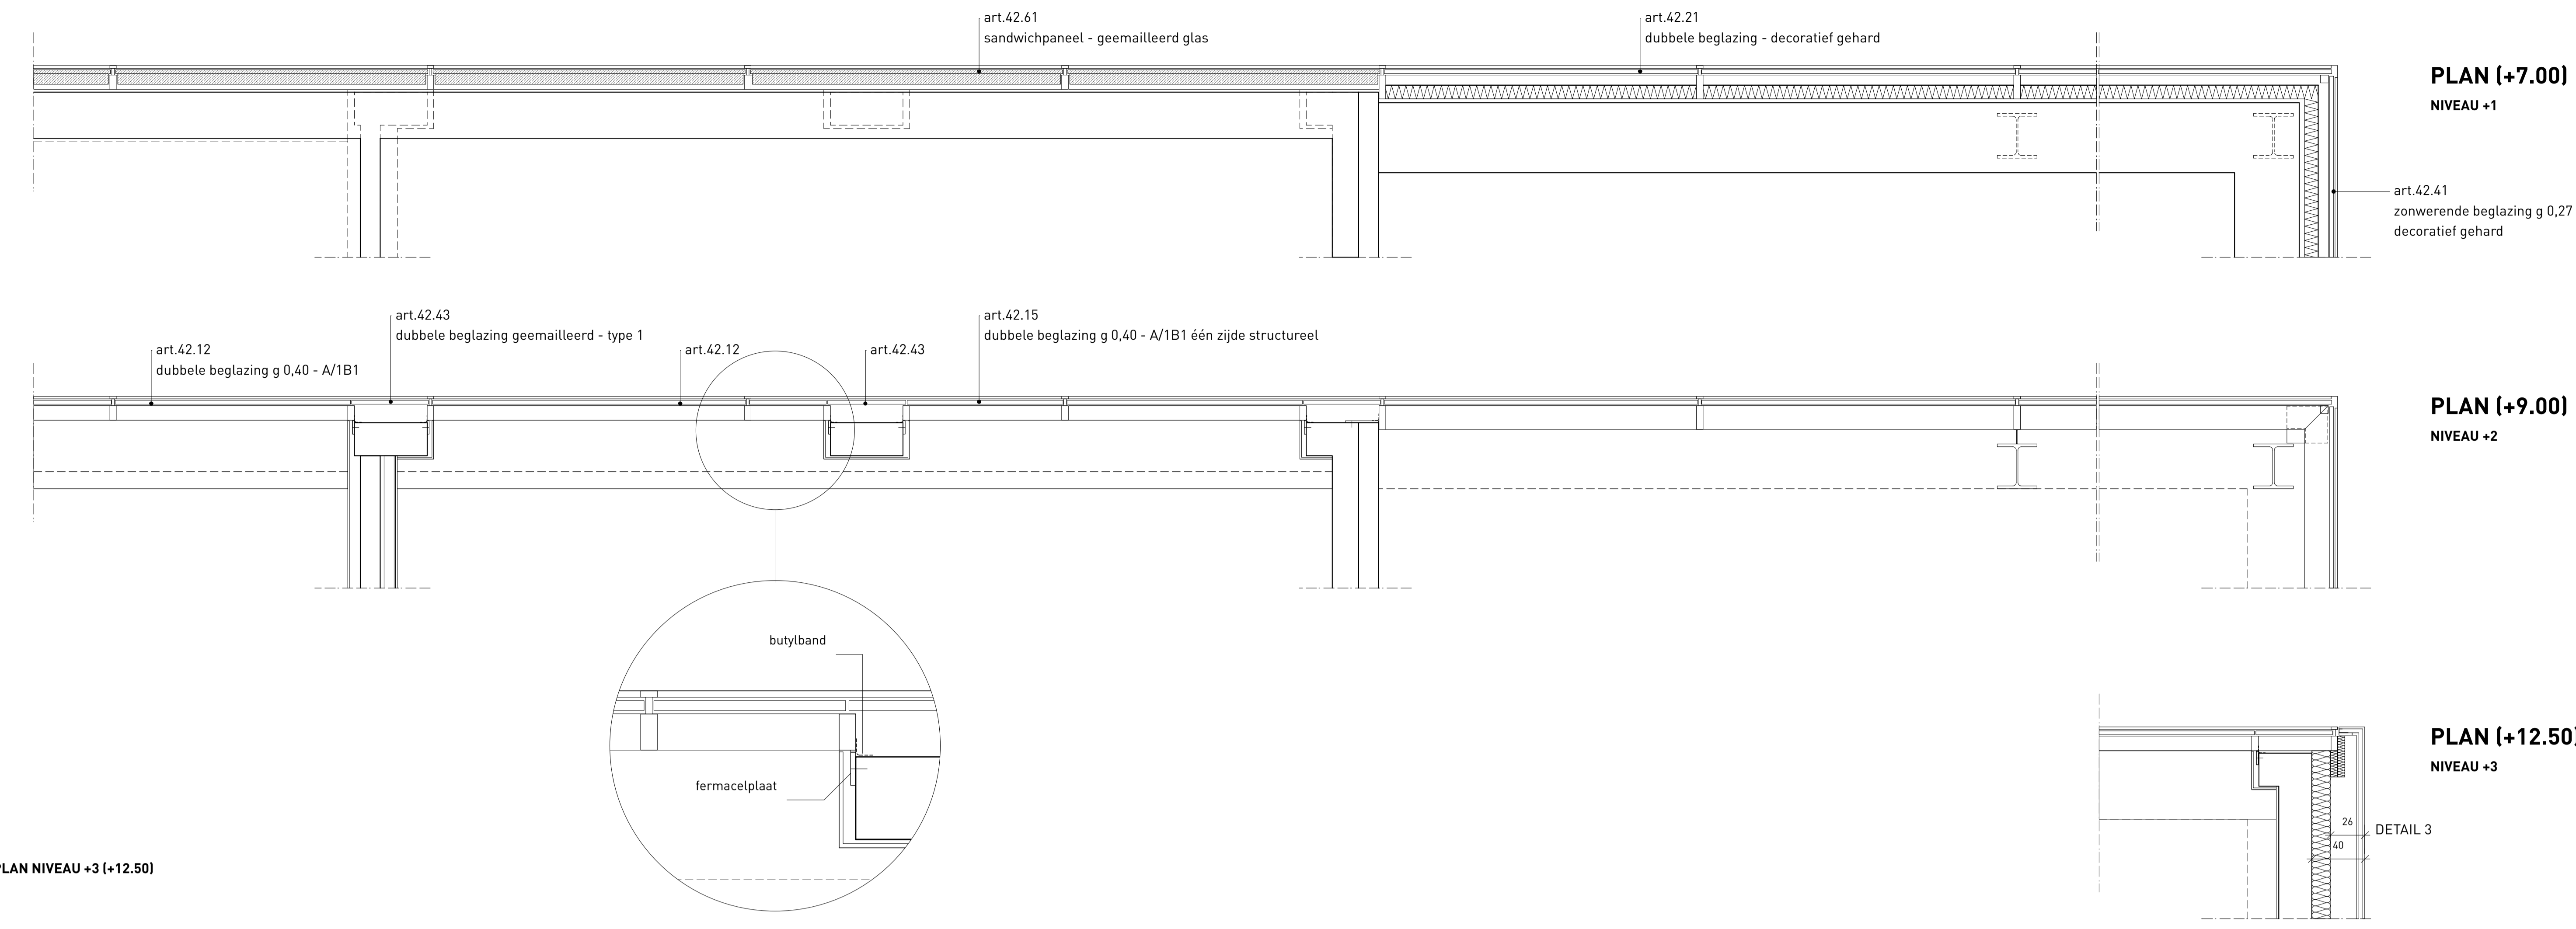 art.42.61
sandwichpaneel - geemailleerd glas
art.42.21
dubbele beglazing - decoratief gehard
PLAN (+7.00)
NIVEAU +1
art.42.41
zonwerende beglazing g 0,27
decoratief gehard
art.42.43
dubbele beglazing geemailleerd - type 1
art.42.15
dubbele beglazing g 0,40 - A/1B1 één zijde structureel
art.42.12
dubbele beglazing g 0,40 - A/1B1
art.42.12
art.42.43
PLAN (+9.00)
NIVEAU +2
butylband
fermacelplaat
PLAN (+12.50)
NIVEAU +3
26
DETAIL 3
40
PLAN NIVEAU +3 (+12.50)